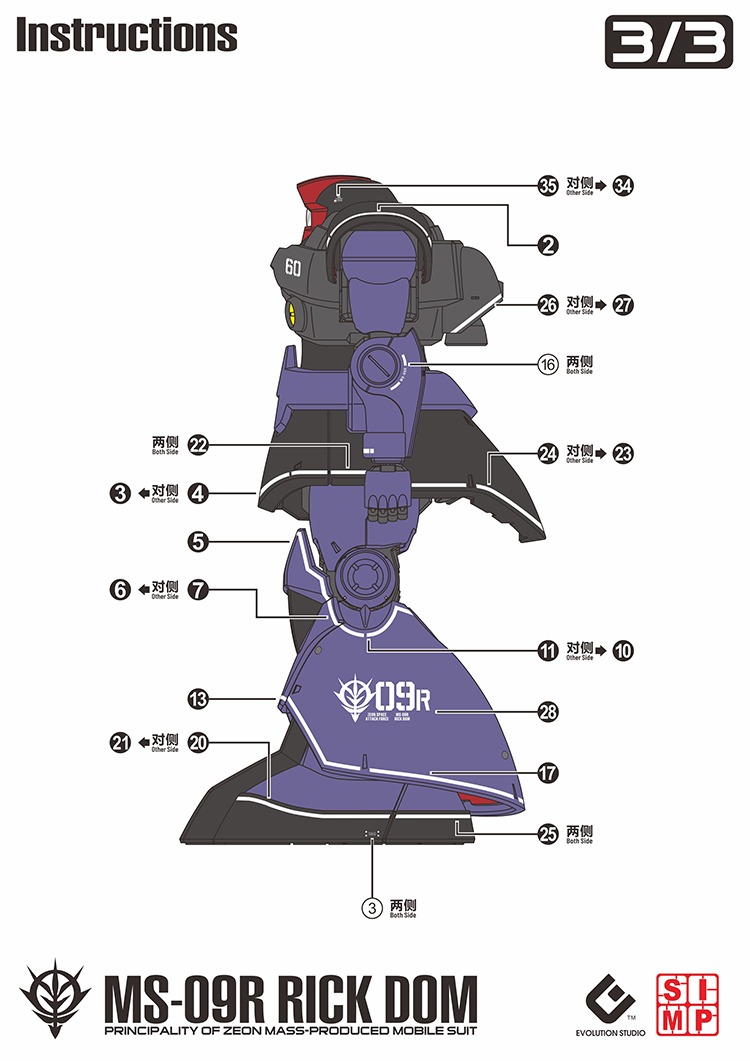 Instructions
3/3
35 对侧 34
Other Side
2
60
26 对侧 27
Other Side
16 两侧
Both Side
两侧 22
Both Side
24 对侧 23
Other Side
3 对侧 4
Other Side
5
6 对侧 7
Other Side
11 对侧 10
Other Side
09R
ZEON SPACE
ATTACK FORCE
MS-09R
RICK DOM
13
28
21 对侧 20
Other Side
17
25 两侧
Both Side
3 两侧
Both Side
MS-09R RICK DOM
PRINCIPALITY OF ZEON MASS-PRODUCED MOBILE SUIT
TM
EVOLUTION STUDIO
SIMP